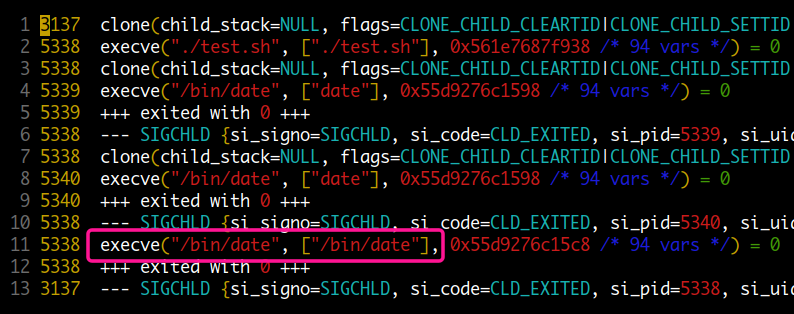 1 3137 clone(child_stack=NULL, flags=CLONE_CHILD_CLEARTID|CLONE_CHILD_SETTID
2 5338 execve("./test.sh", ["./test.sh"], 0x561e7687f938 /* 94 vars */) = 0
3 5338 clone(child_stack=NULL, flags=CLONE_CHILD_CLEARTID|CLONE_CHILD_SETTID
4 5339 execve("/bin/date", ["date"], 0x55d9276c1598 /* 94 vars */) = 0
5 5339 +++ exited with 0 +++
6 5338 --- SIGCHLD {si_signo=SIGCHLD, si_code=CLD_EXITED, si_pid=5339, si_uid
7 5338 clone(child_stack=NULL, flags=CLONE_CHILD_CLEARTID|CLONE_CHILD_SETTID
8 5340 execve("/bin/date", ["date"], 0x55d9276c1598 /* 94 vars */) = 0
9 5340 +++ exited with 0 +++
10 5338 --- SIGCHLD {si_signo=SIGCHLD, si_code=CLD_EXITED, si_pid=5340, si_uid
11 5338 execve("/bin/date", ["/bin/date"], 0x55d9276c15c8 /* 94 vars */) = 0
12 5338 +++ exited with 0 +++
13 3137 --- SIGCHLD {si_signo=SIGCHLD, si_code=CLD_EXITED, si_pid=5338, si_uid